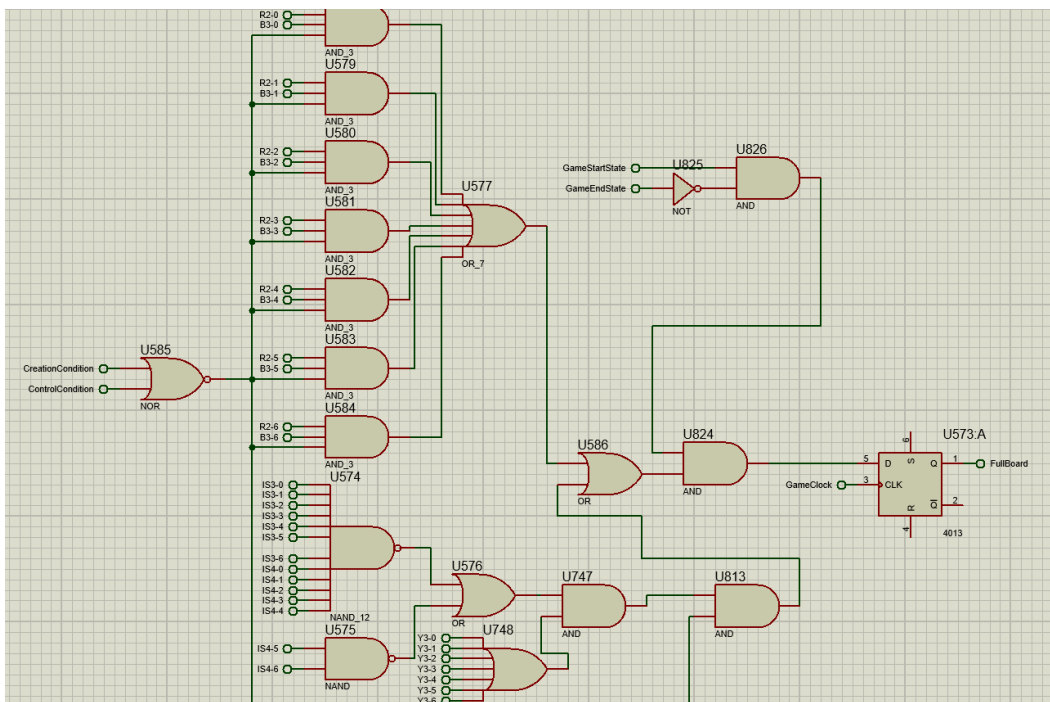 R2-0
B3-0
AND_3
U579
R2-1
B3-1
AND_3
U580
R2-2
B3-2
AND_3
U581
R2-3
B3-3
AND_3
U582
R2-4
B3-4
AND_3
U583
R2-5
B3-5
AND_3
U584
R2-6
B3-6
AND_3
U585
CreationCondition
ControlCondition
NOR
U577
OR_7
GameStartState
GameEndState
U825
NOT
U826
AND
U574
IS3-0
IS3-1
IS3-2
IS3-3
IS3-4
IS3-5
IS3-6
IS4-0
IS4-1
IS4-2
IS4-3
IS4-4
NAND_12
U575
IS4-5
IS4-6
NAND
U576
OR
U748
Y3-0
Y3-1
Y3-2
Y3-3
Y3-4
Y3-5
Y3-6
U747
AND
U813
AND
U586
OR
U824
AND
U573:A
6
5
D
S
Q
1
FullBoard
GameClock
3
CLK
R
Q!
2
4
4013